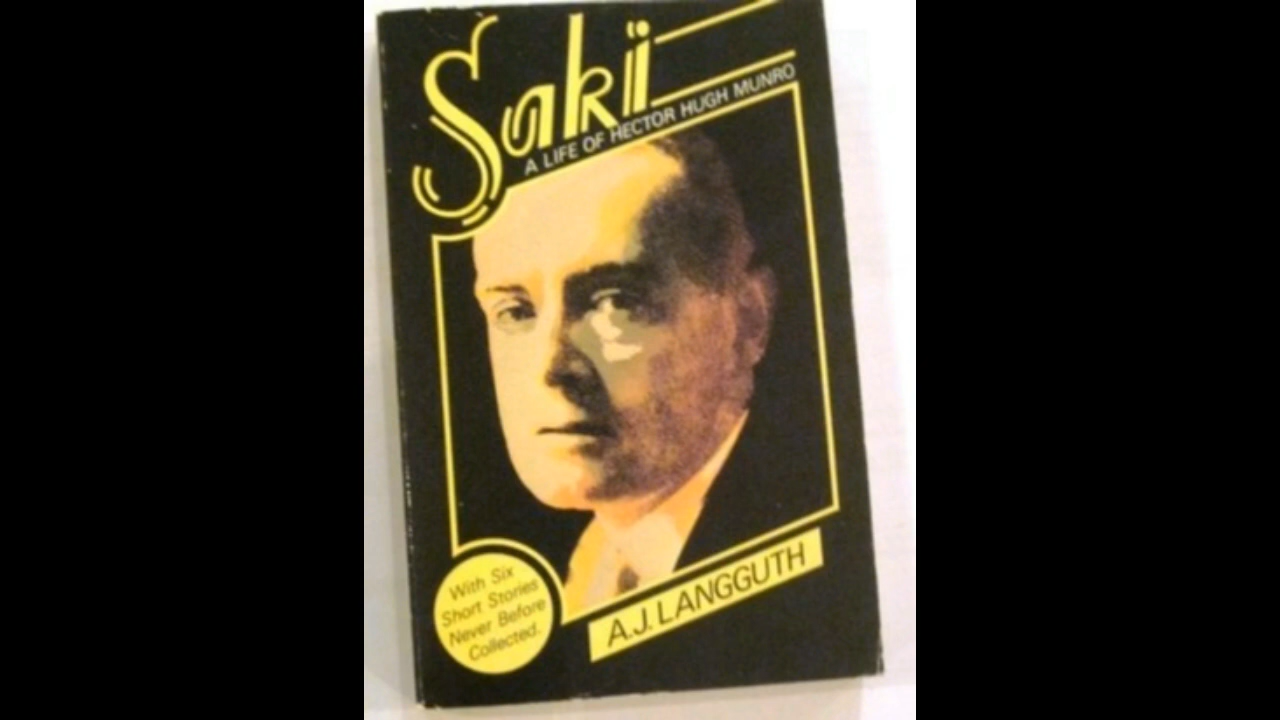 Saki
A LIFE OF HECTOR HUGH MUNRO
With Six
Short Stories
Never Before
Collected.
A.J. LANGGUTH